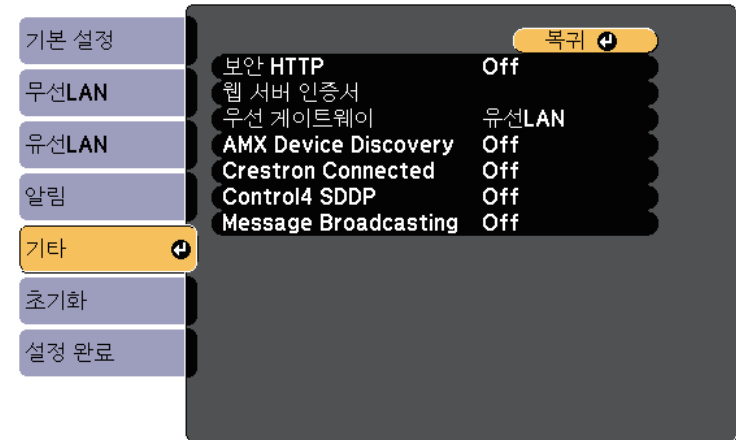 기본 설정
무선LAN
유선LAN
알림
기타
초기화
설정 완료
복귀
보안 HTTP Off
웹 서버 인증서
우선 게이트웨이 유선LAN
AMX Device Discovery Off
Crestron Connected Off
Control4 SDDP Off
Message Broadcasting Off